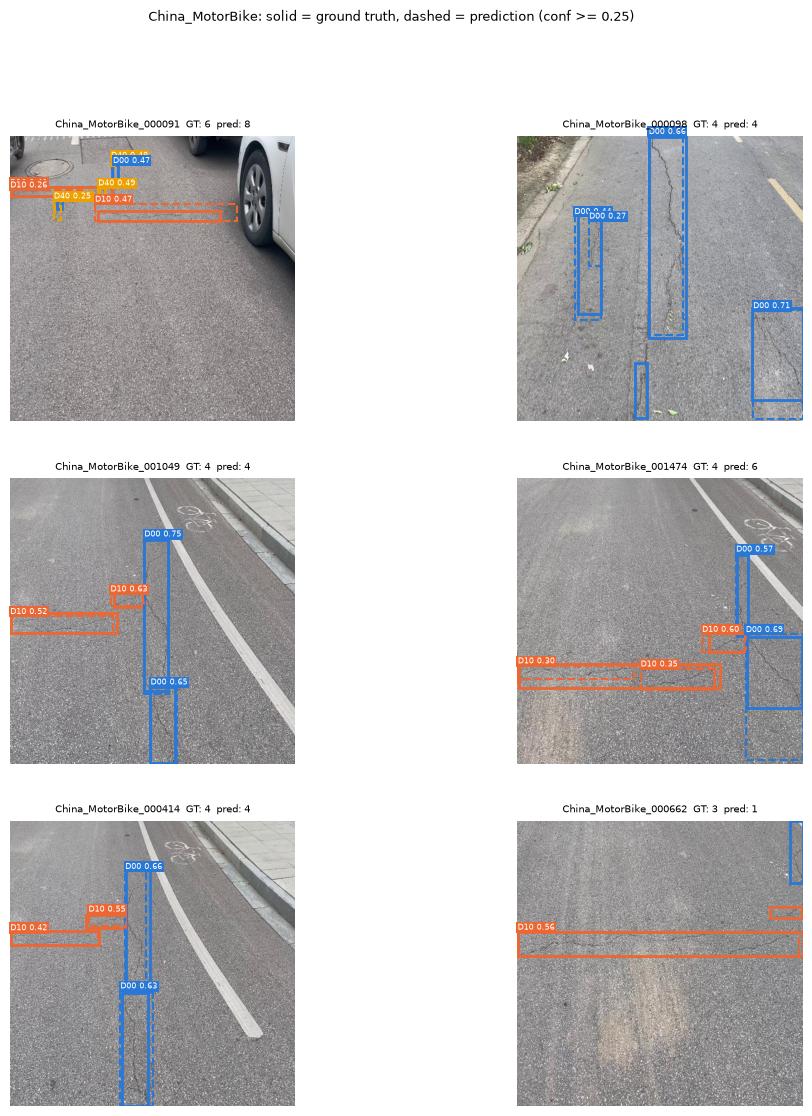 China_MotorBike: solid = ground truth, dashed = prediction (conf >= 0.25)
China_MotorBike_000091 GT: 6 pred: 8
D00 0.47
D10 0.26
D40 0.49
D40 0.25
D10 0.47
China_MotorBike_000098 GT: 4 pred: 4
D00 0.66
D00 0.27
D00 0.71
China_MotorBike_001049 GT: 4 pred: 4
D00 0.75
D10 0.63
D10 0.52
D00 0.65
China_MotorBike_001474 GT: 4 pred: 6
D00 0.57
D10 0.60
D00 0.69
D10 0.30
D10 0.35
China_MotorBike_000414 GT: 4 pred: 4
D00 0.66
D10 0.55
D10 0.42
D00 0.63
China_MotorBike_000662 GT: 3 pred: 1
D10 0.56